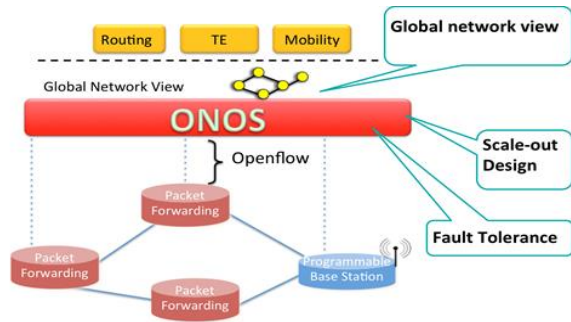 Routing
TE
Mobility
Global network view
Global Network View
ONOS
Scale-out
Design
Openflow
Packet
Forwarding
Fault Tolerance
Packet
Forwarding
Programmable
Base Station
Packet
Forwarding